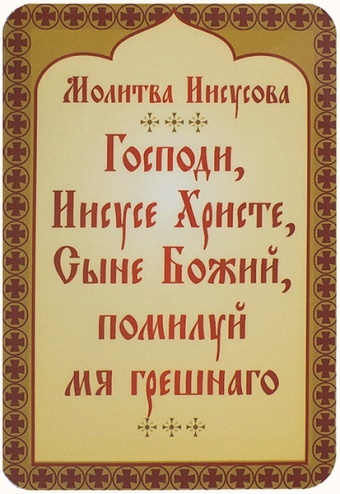 Молитва Иисусова
Господи,
Иисусе Христе,
Сыне Божий,
помилуй
мя грешнаго